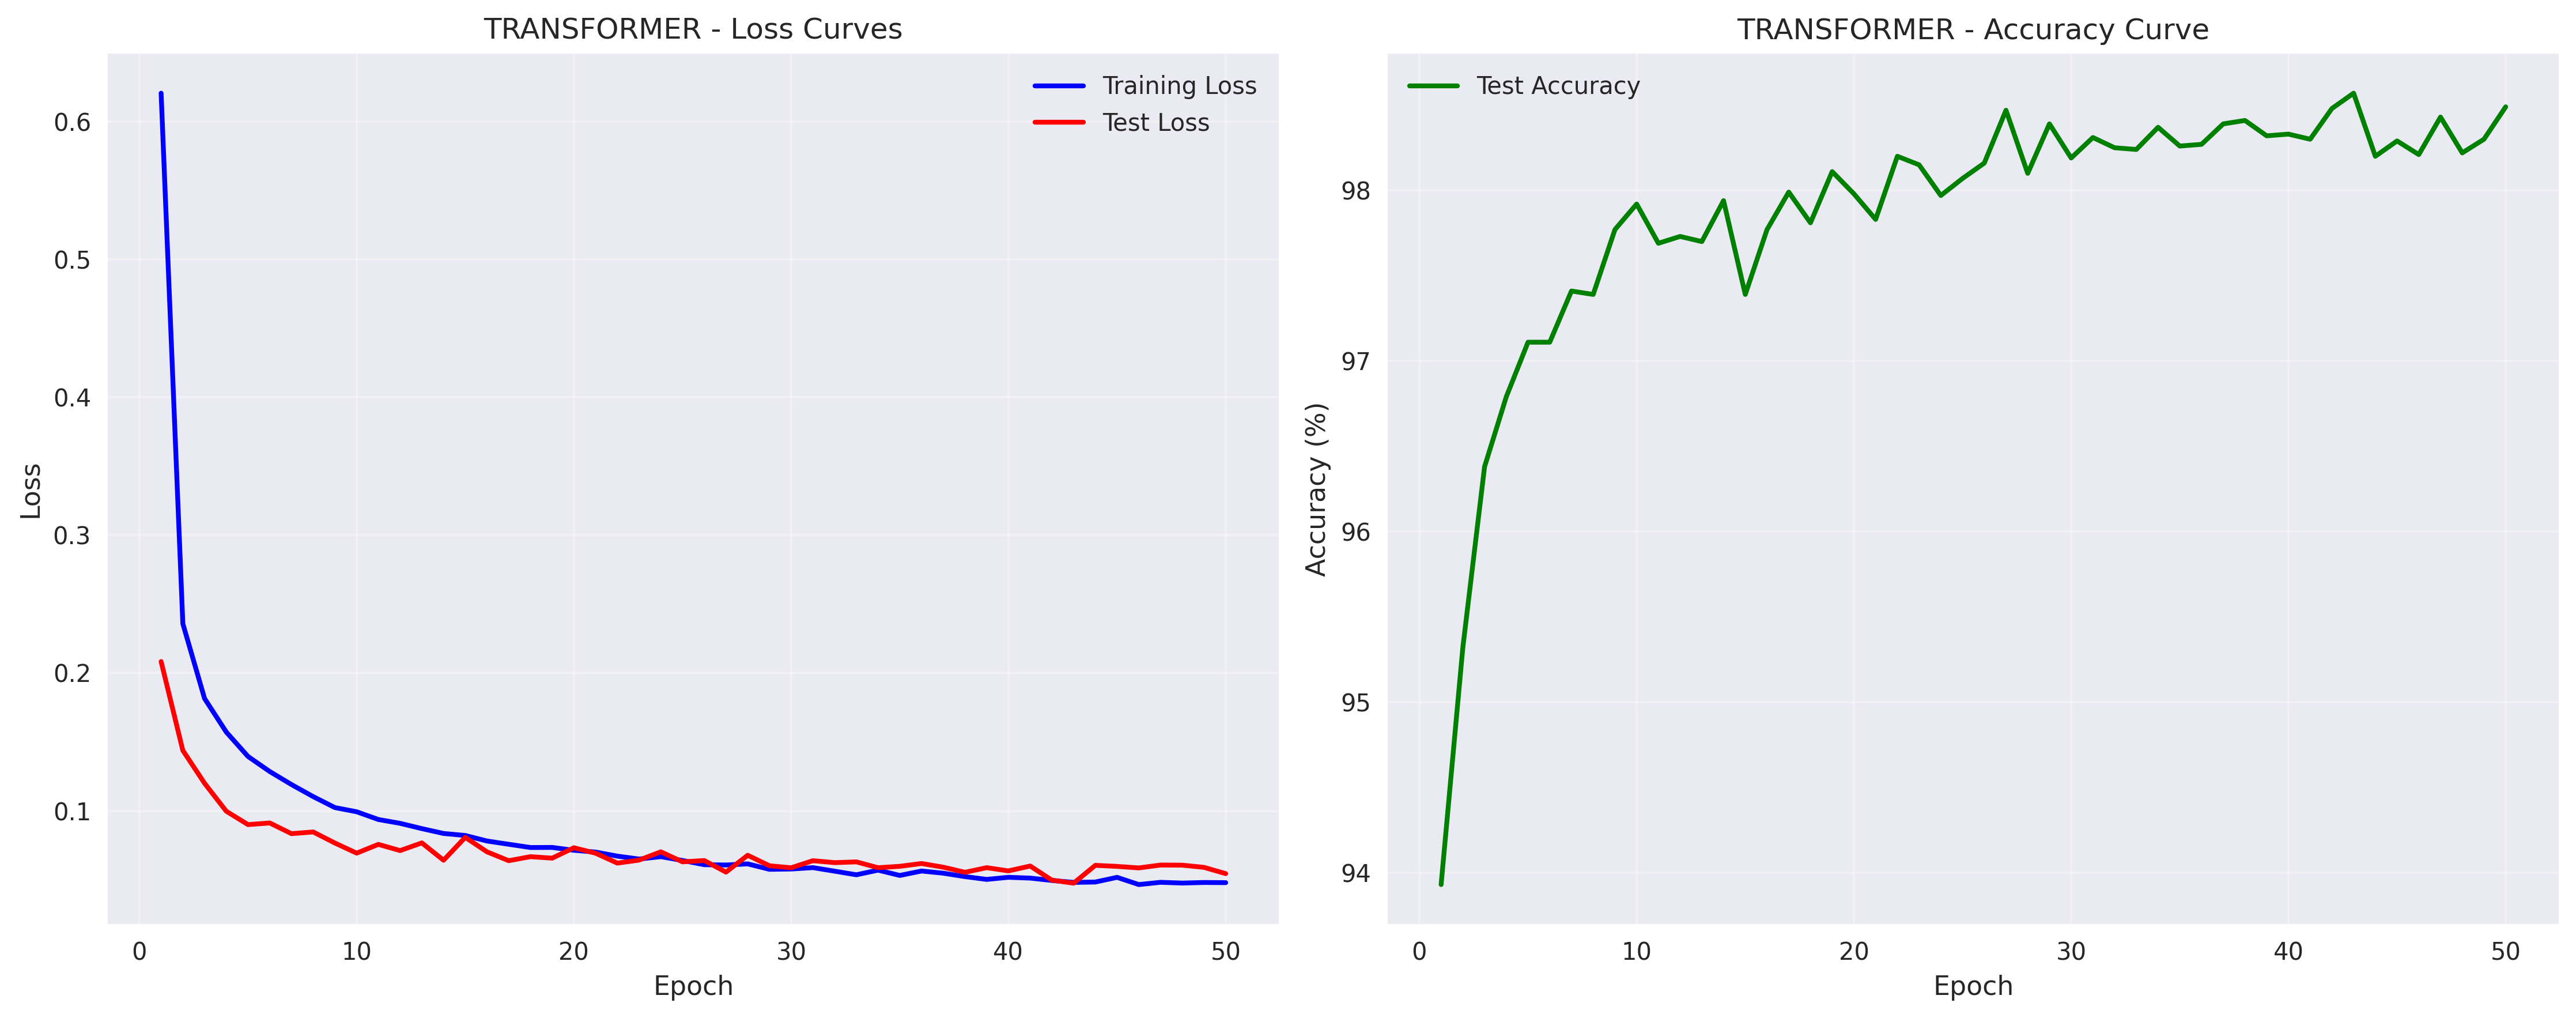 TRANSFORMER - Loss Curves
Training Loss
Test Loss
0.6
0.5
0.4
0.3
0.2
0.1
Loss
0 10 20 30 40 50
Epoch
TRANSFORMER - Accuracy Curve
Test Accuracy
98
97
96
95
94
Accuracy (%)
0 10 20 30 40 50
Epoch